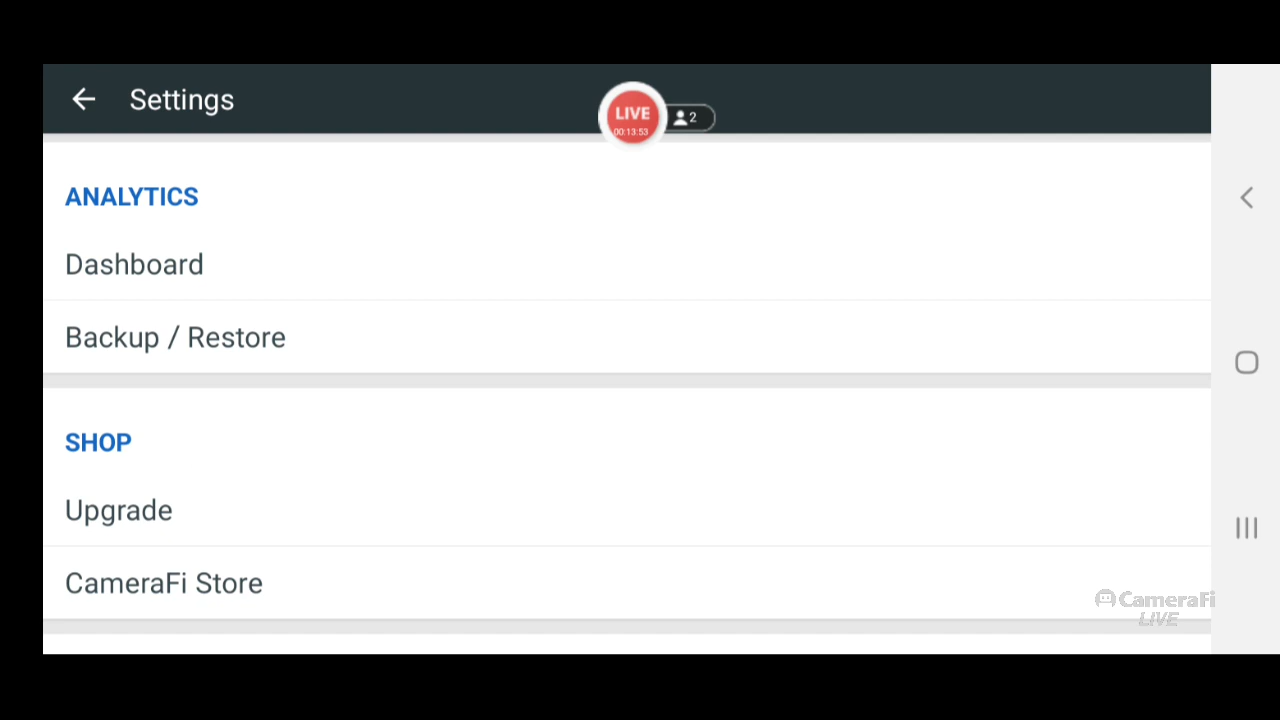 Settings
LIVE
00:13:53
2
ANALYTICS
Dashboard
Backup / Restore
SHOP
Upgrade
CameraFi Store
CameraFi
LIVE